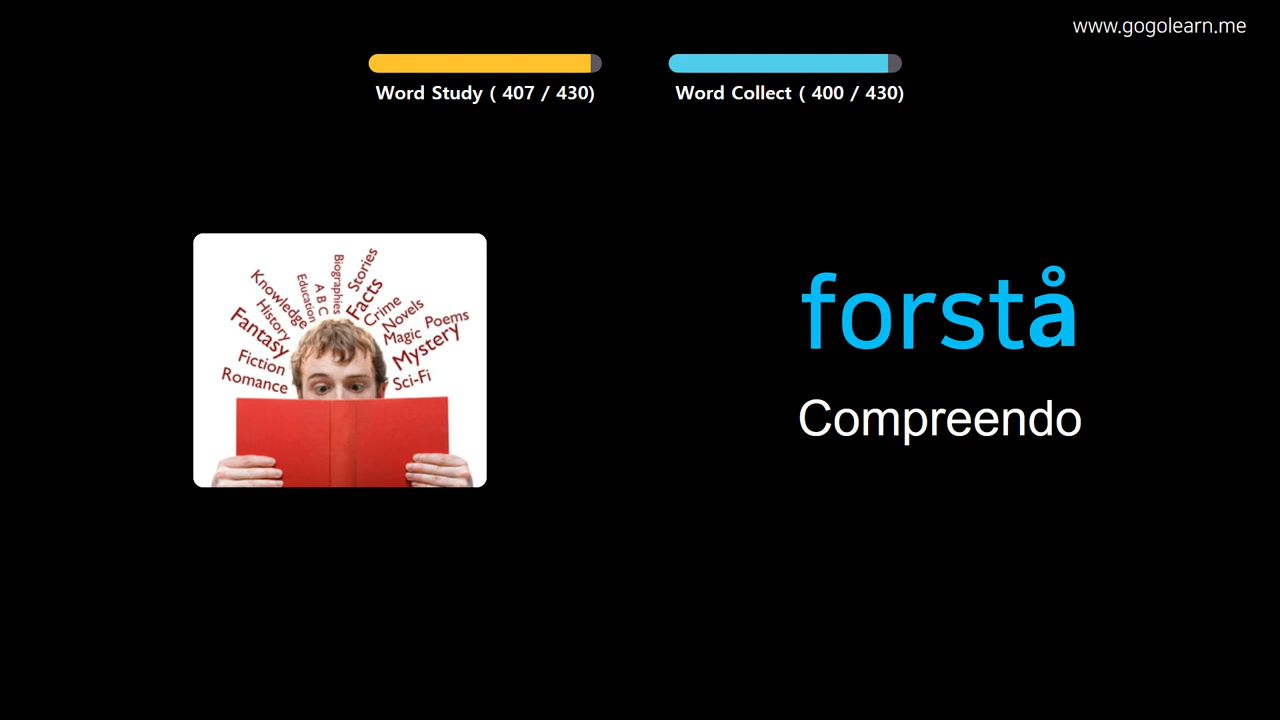 www.gogolearn.me
Word Study ( 407 / 430)
Word Collect ( 400 / 430)
Biographies
Stories
Knowledge
Education
A B C
Facts
History
Crime
Novels
Fantasy
Magic
Poems
Mystery
Fiction
Romance
Sci-Fi
forstå
Compreendo